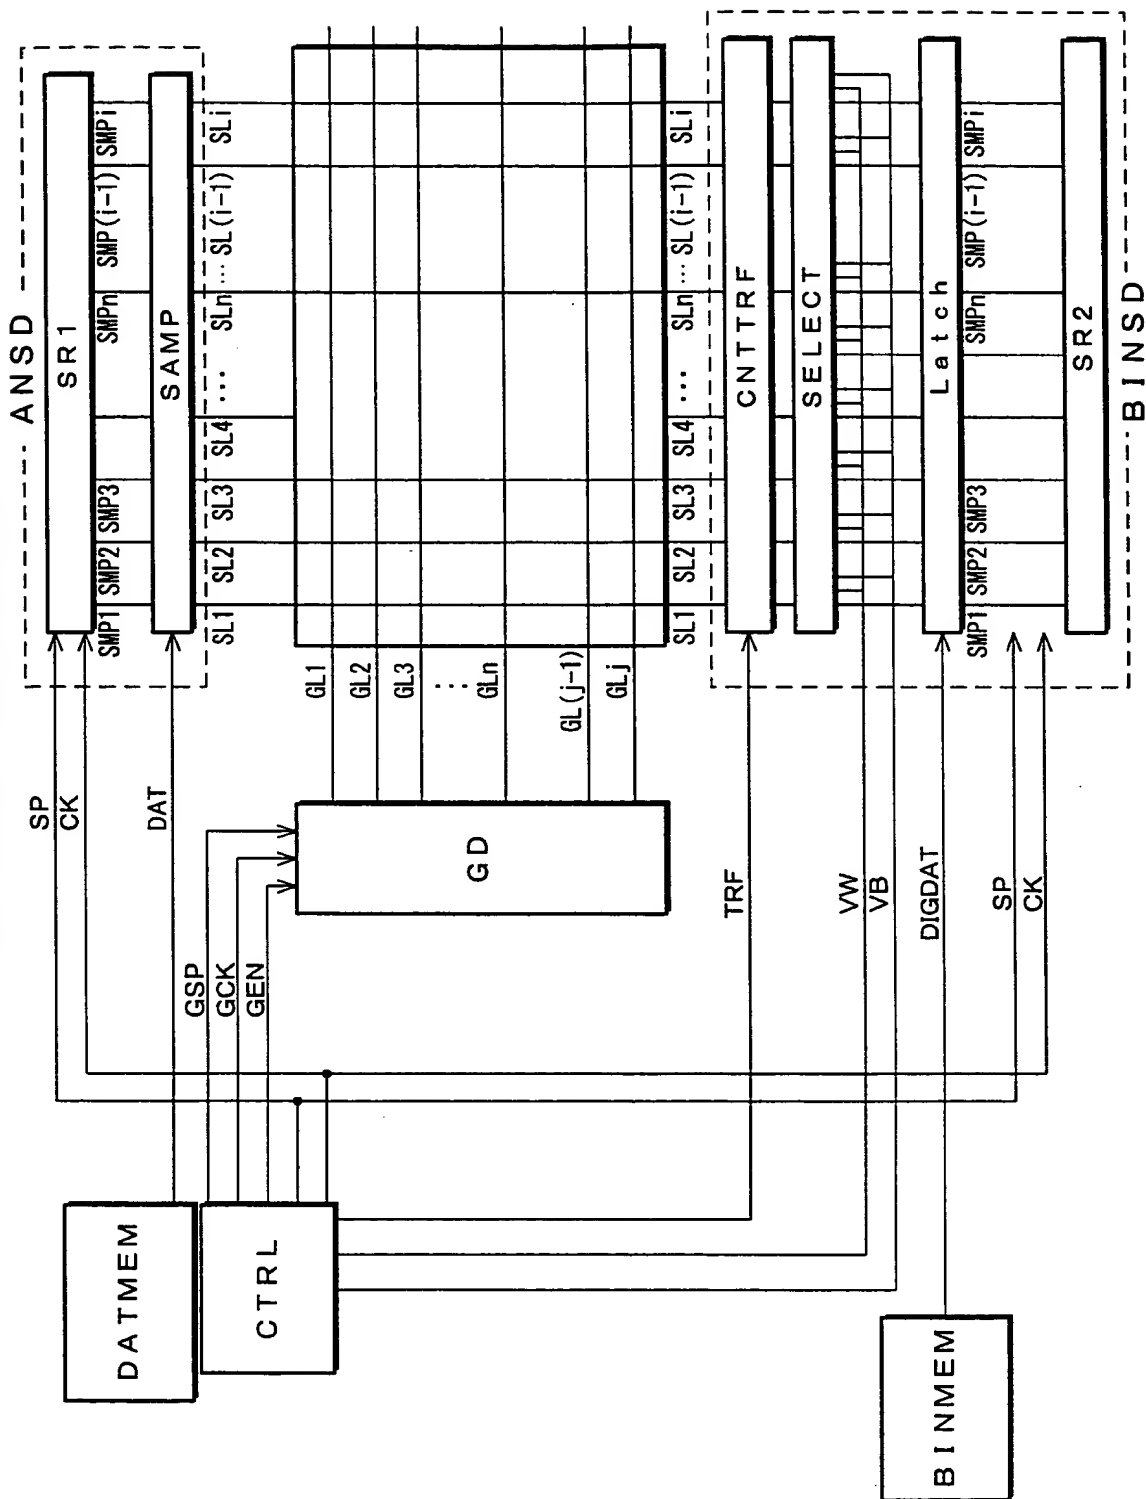 ANSD
SR1
SMP1 SMP2 SMP3 SMPn SMP(i-1) SMPi
SAMP
SL1 SL2 SL3 SL4 ... SLn ... SL(i-1) SLi
SP
CK
DAT
GSP
GCK
GEN
GD
GL1
GL2
GL3
....
GLn
GL(j-1)
GLj
SL1 SL2 SL3 SL4 ... SLn ... SL(i-1) SLi
TRF
CNTTRF
SELECT
VW
VB
DIGDAT
Latch
SMP1 SMP2 SMP3 SMPn SMP(i-1) SMPi
SP
CK
SR2
BINSD
DATMEM
CTRL
BINMEM